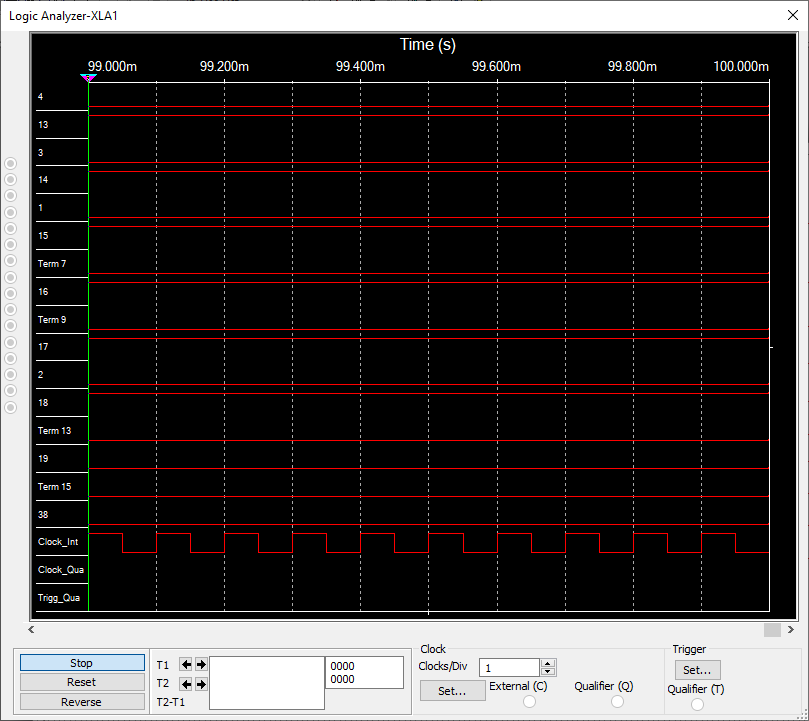 Logic Analyzer-XLA1
Time (s)
99.000m 99.200m 99.400m 99.600m 99.800m 100.000m
4
13
3
14
1
15
Term 7
16
Term 9
17
2
18
Term 13
19
Term 15
38
Clock_Int
Clock_Qua
Trigg_Qua
Stop
Reset
Reverse
T1
T2
T2-T1
0000
0000
Clock
Clocks/Div 1
Set... External (C) Qualifier (Q)
Trigger
Set...
Qualifier (T)